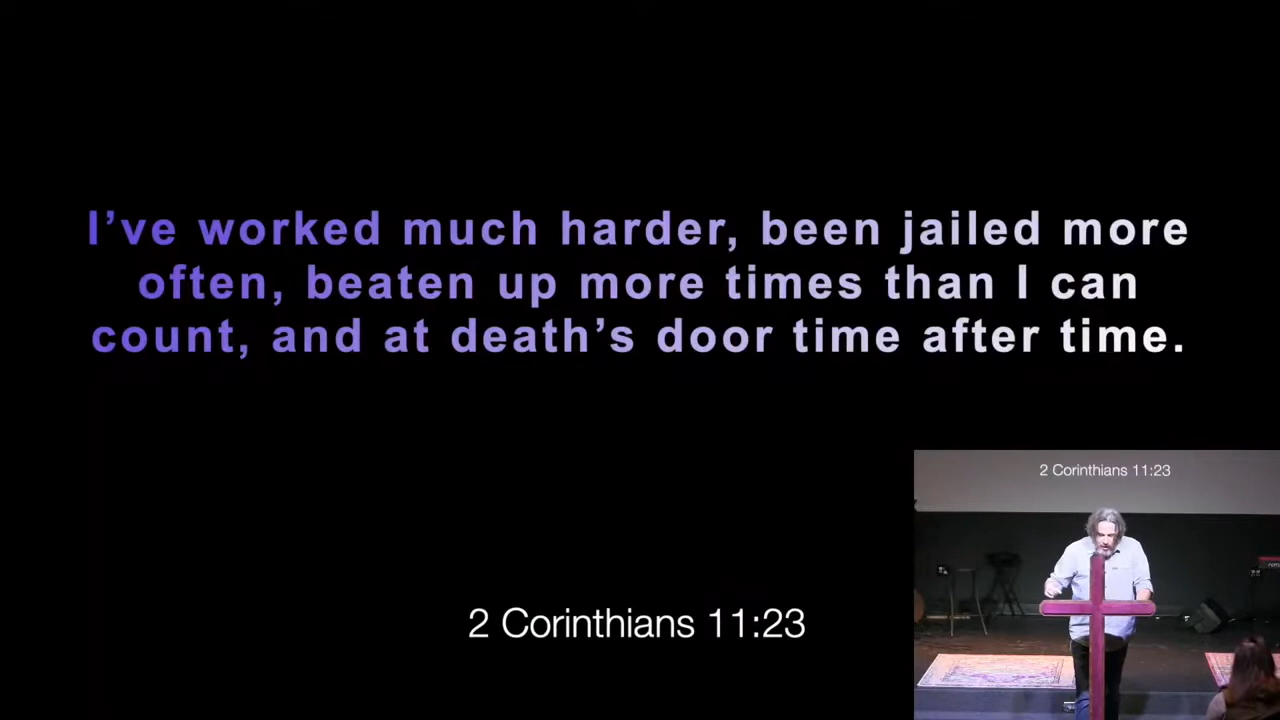 I’ve worked much harder, been jailed more
often, beaten up more times than I can
count, and at death’s door time after time.
2 Corinthians 11:23
2 Corinthians 11:23